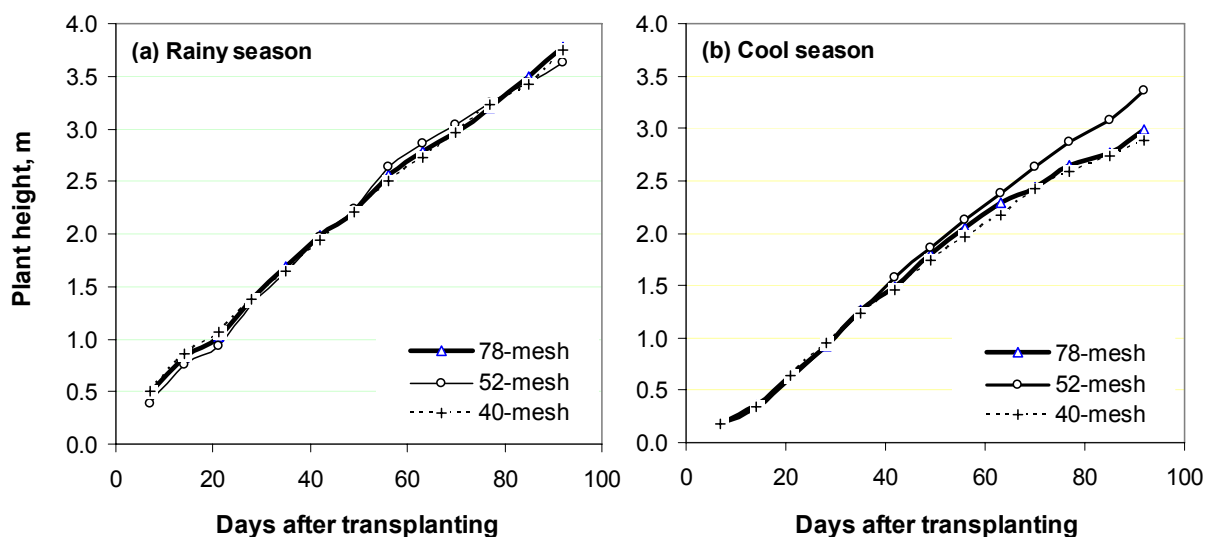 (a) Rainy season
Plant height, m
4.0
3.5
3.0
2.5
2.0
1.5
1.0
0.5
0.0
78-mesh
52-mesh
40-mesh
0 20 40 60 80 100
Days after transplanting
(b) Cool season
4.0
3.5
3.0
2.5
2.0
1.5
1.0
0.5
0.0
78-mesh
52-mesh
40-mesh
0 20 40 60 80 100
Days after transplanting